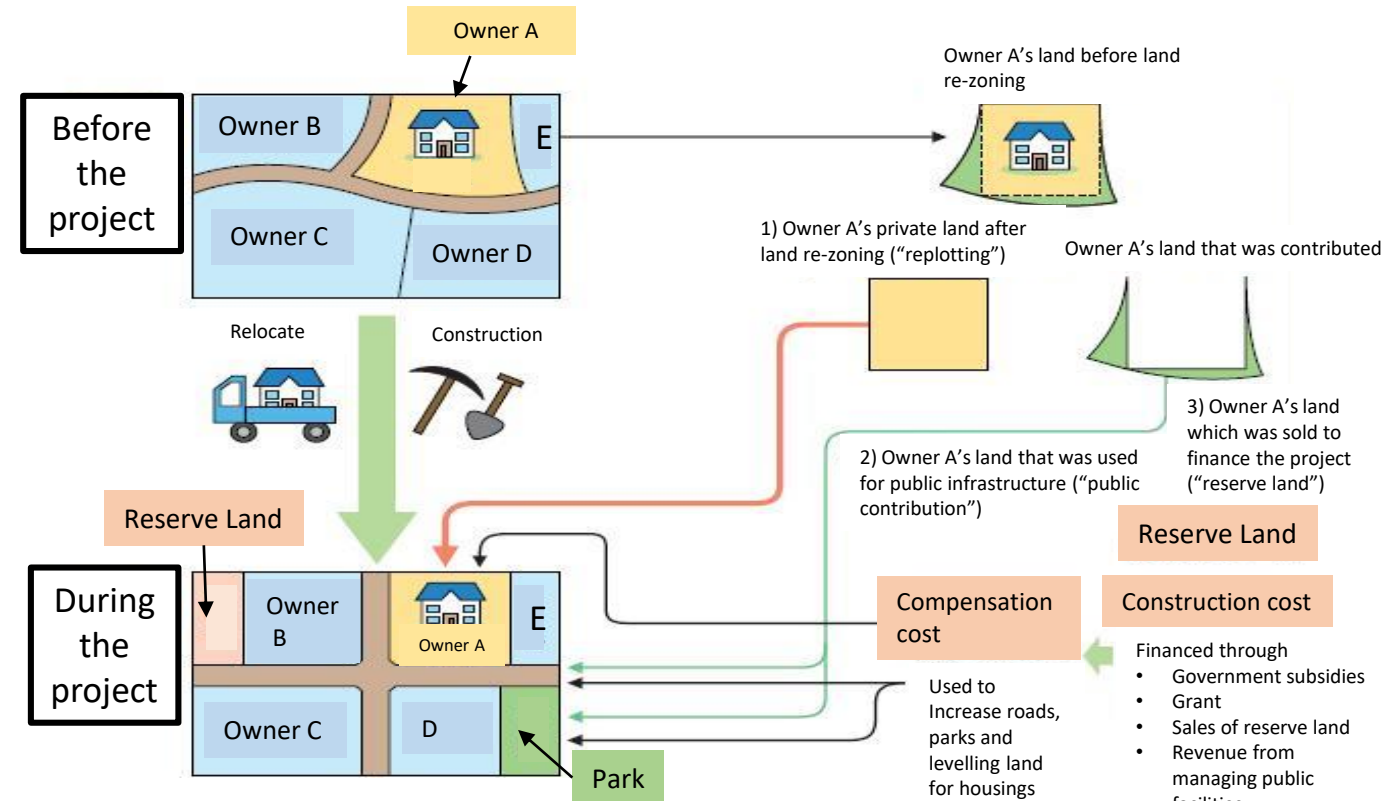 Owner A
Before
the
project
Owner B
E
Owner C
Owner D
Owner A’s land before land
re-zoning
1) Owner A’s private land after
land re-zoning (“replotting”)
Owner A’s land that was contributed
Relocate
Construction
2) Owner A’s land that was used
for public infrastructure (“public
contribution”)
3) Owner A’s land
which was sold to
finance the project
(“reserve land”)
Reserve Land
Reserve Land
During
the
project
Owner
B
Owner A
E
Owner C
D
Park
Compensation
cost
Used to
Increase roads,
parks and
levelling land
for housings
Construction cost
Financed through
• Government subsidies
• Grant
• Sales of reserve land
• Revenue from
managing public